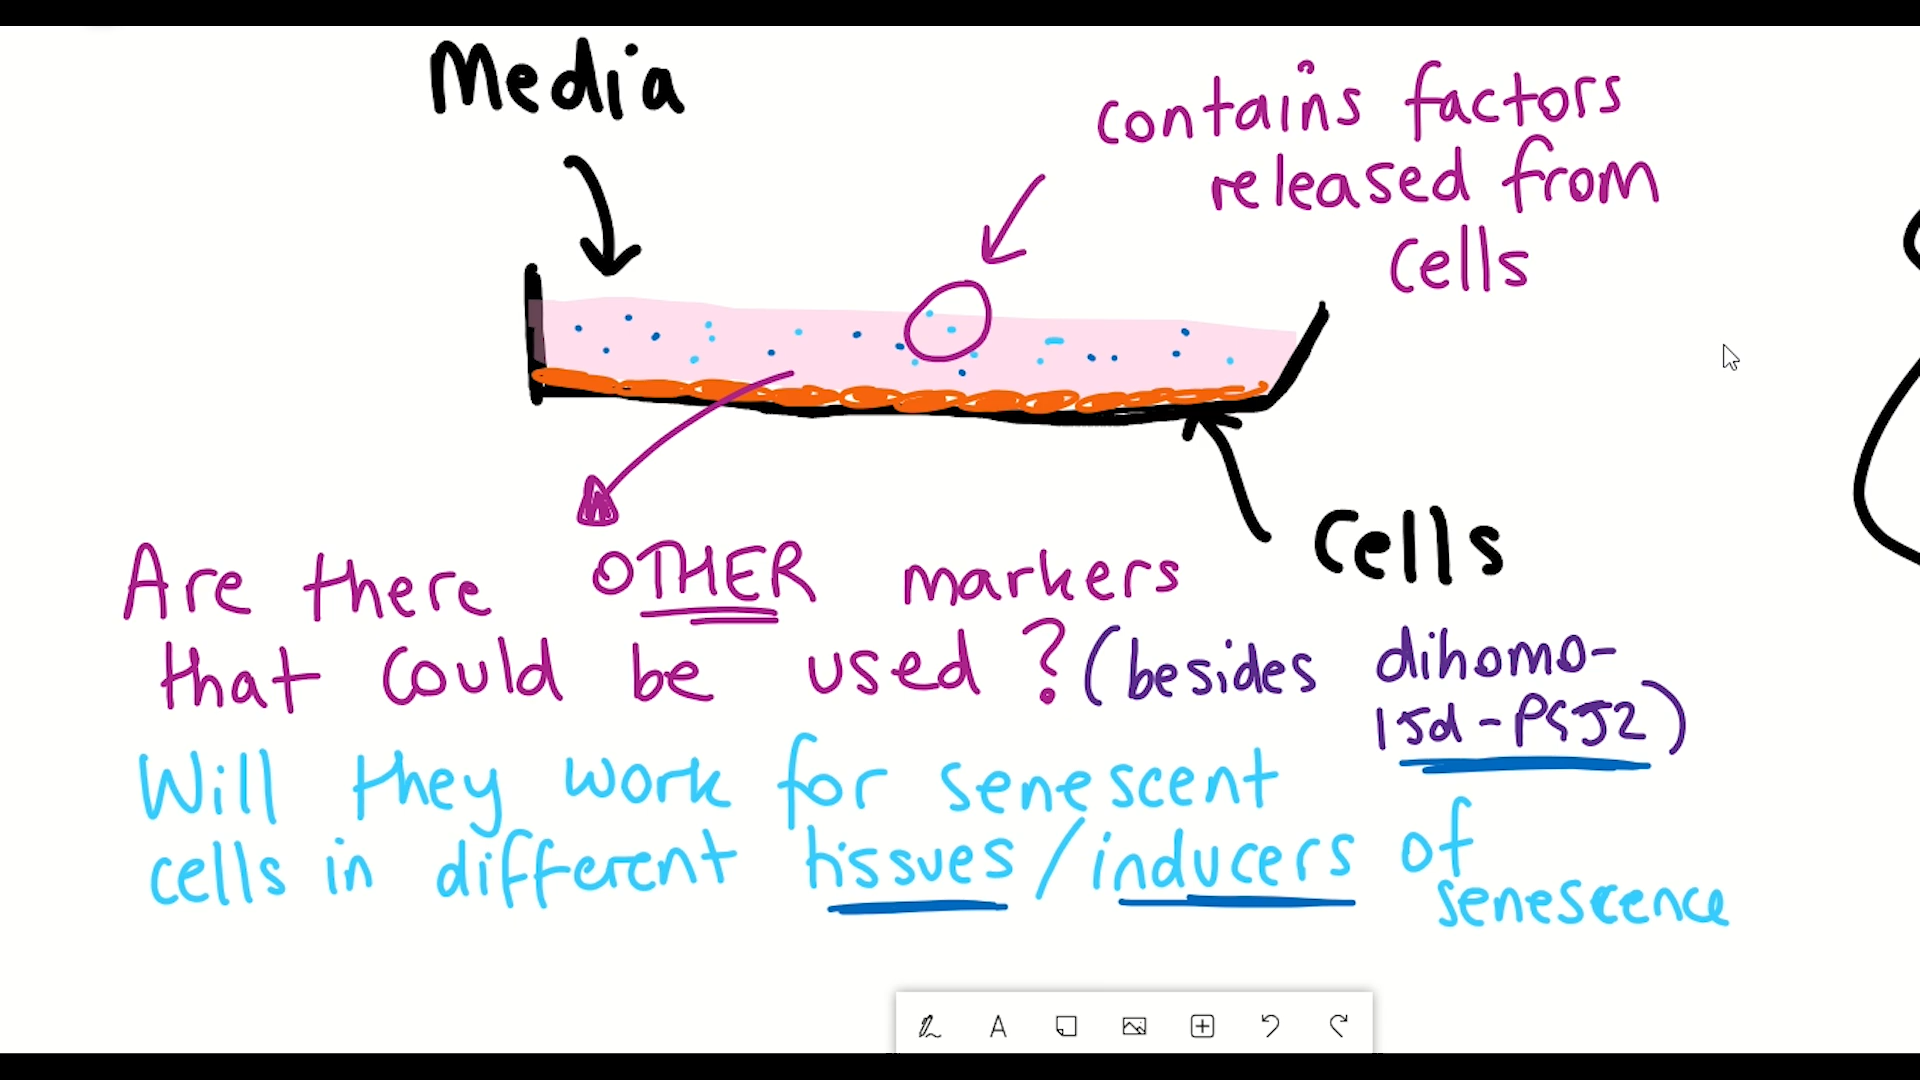 Media
contains factors
released from
cells
Cells
Are there OTHER markers
that could be used? (besides dihomo-
15d-PGJ2)
Will they work for senescent
cells in different tissues/inducers of
senescence
A